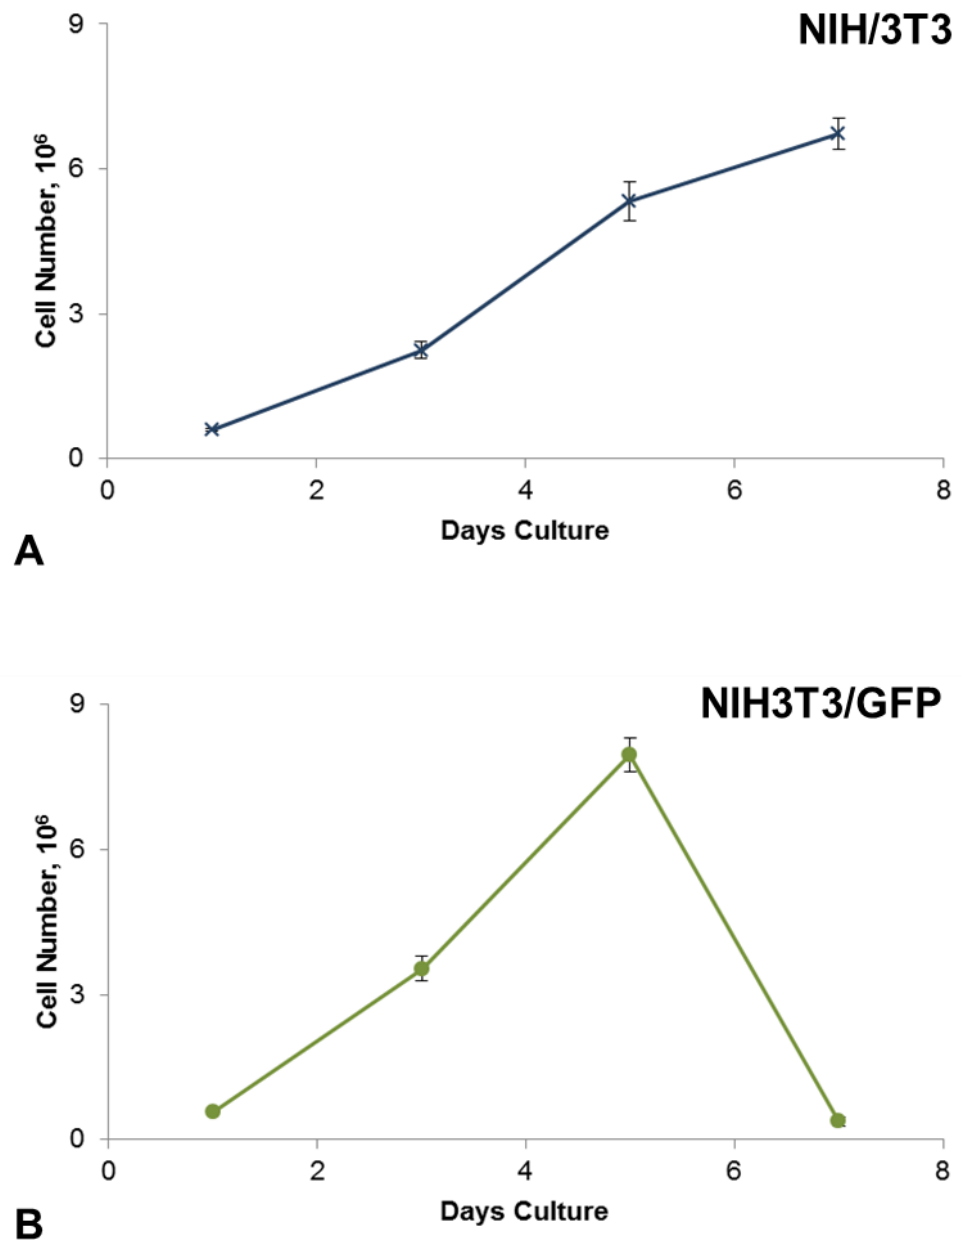 NIH/3T3
Cell Number, 10⁶
9
6
3
0
0 2 4 6 8
Days Culture
A
NIH3T3/GFP
Cell Number, 10⁶
9
6
3
0
0 2 4 6 8
Days Culture
B